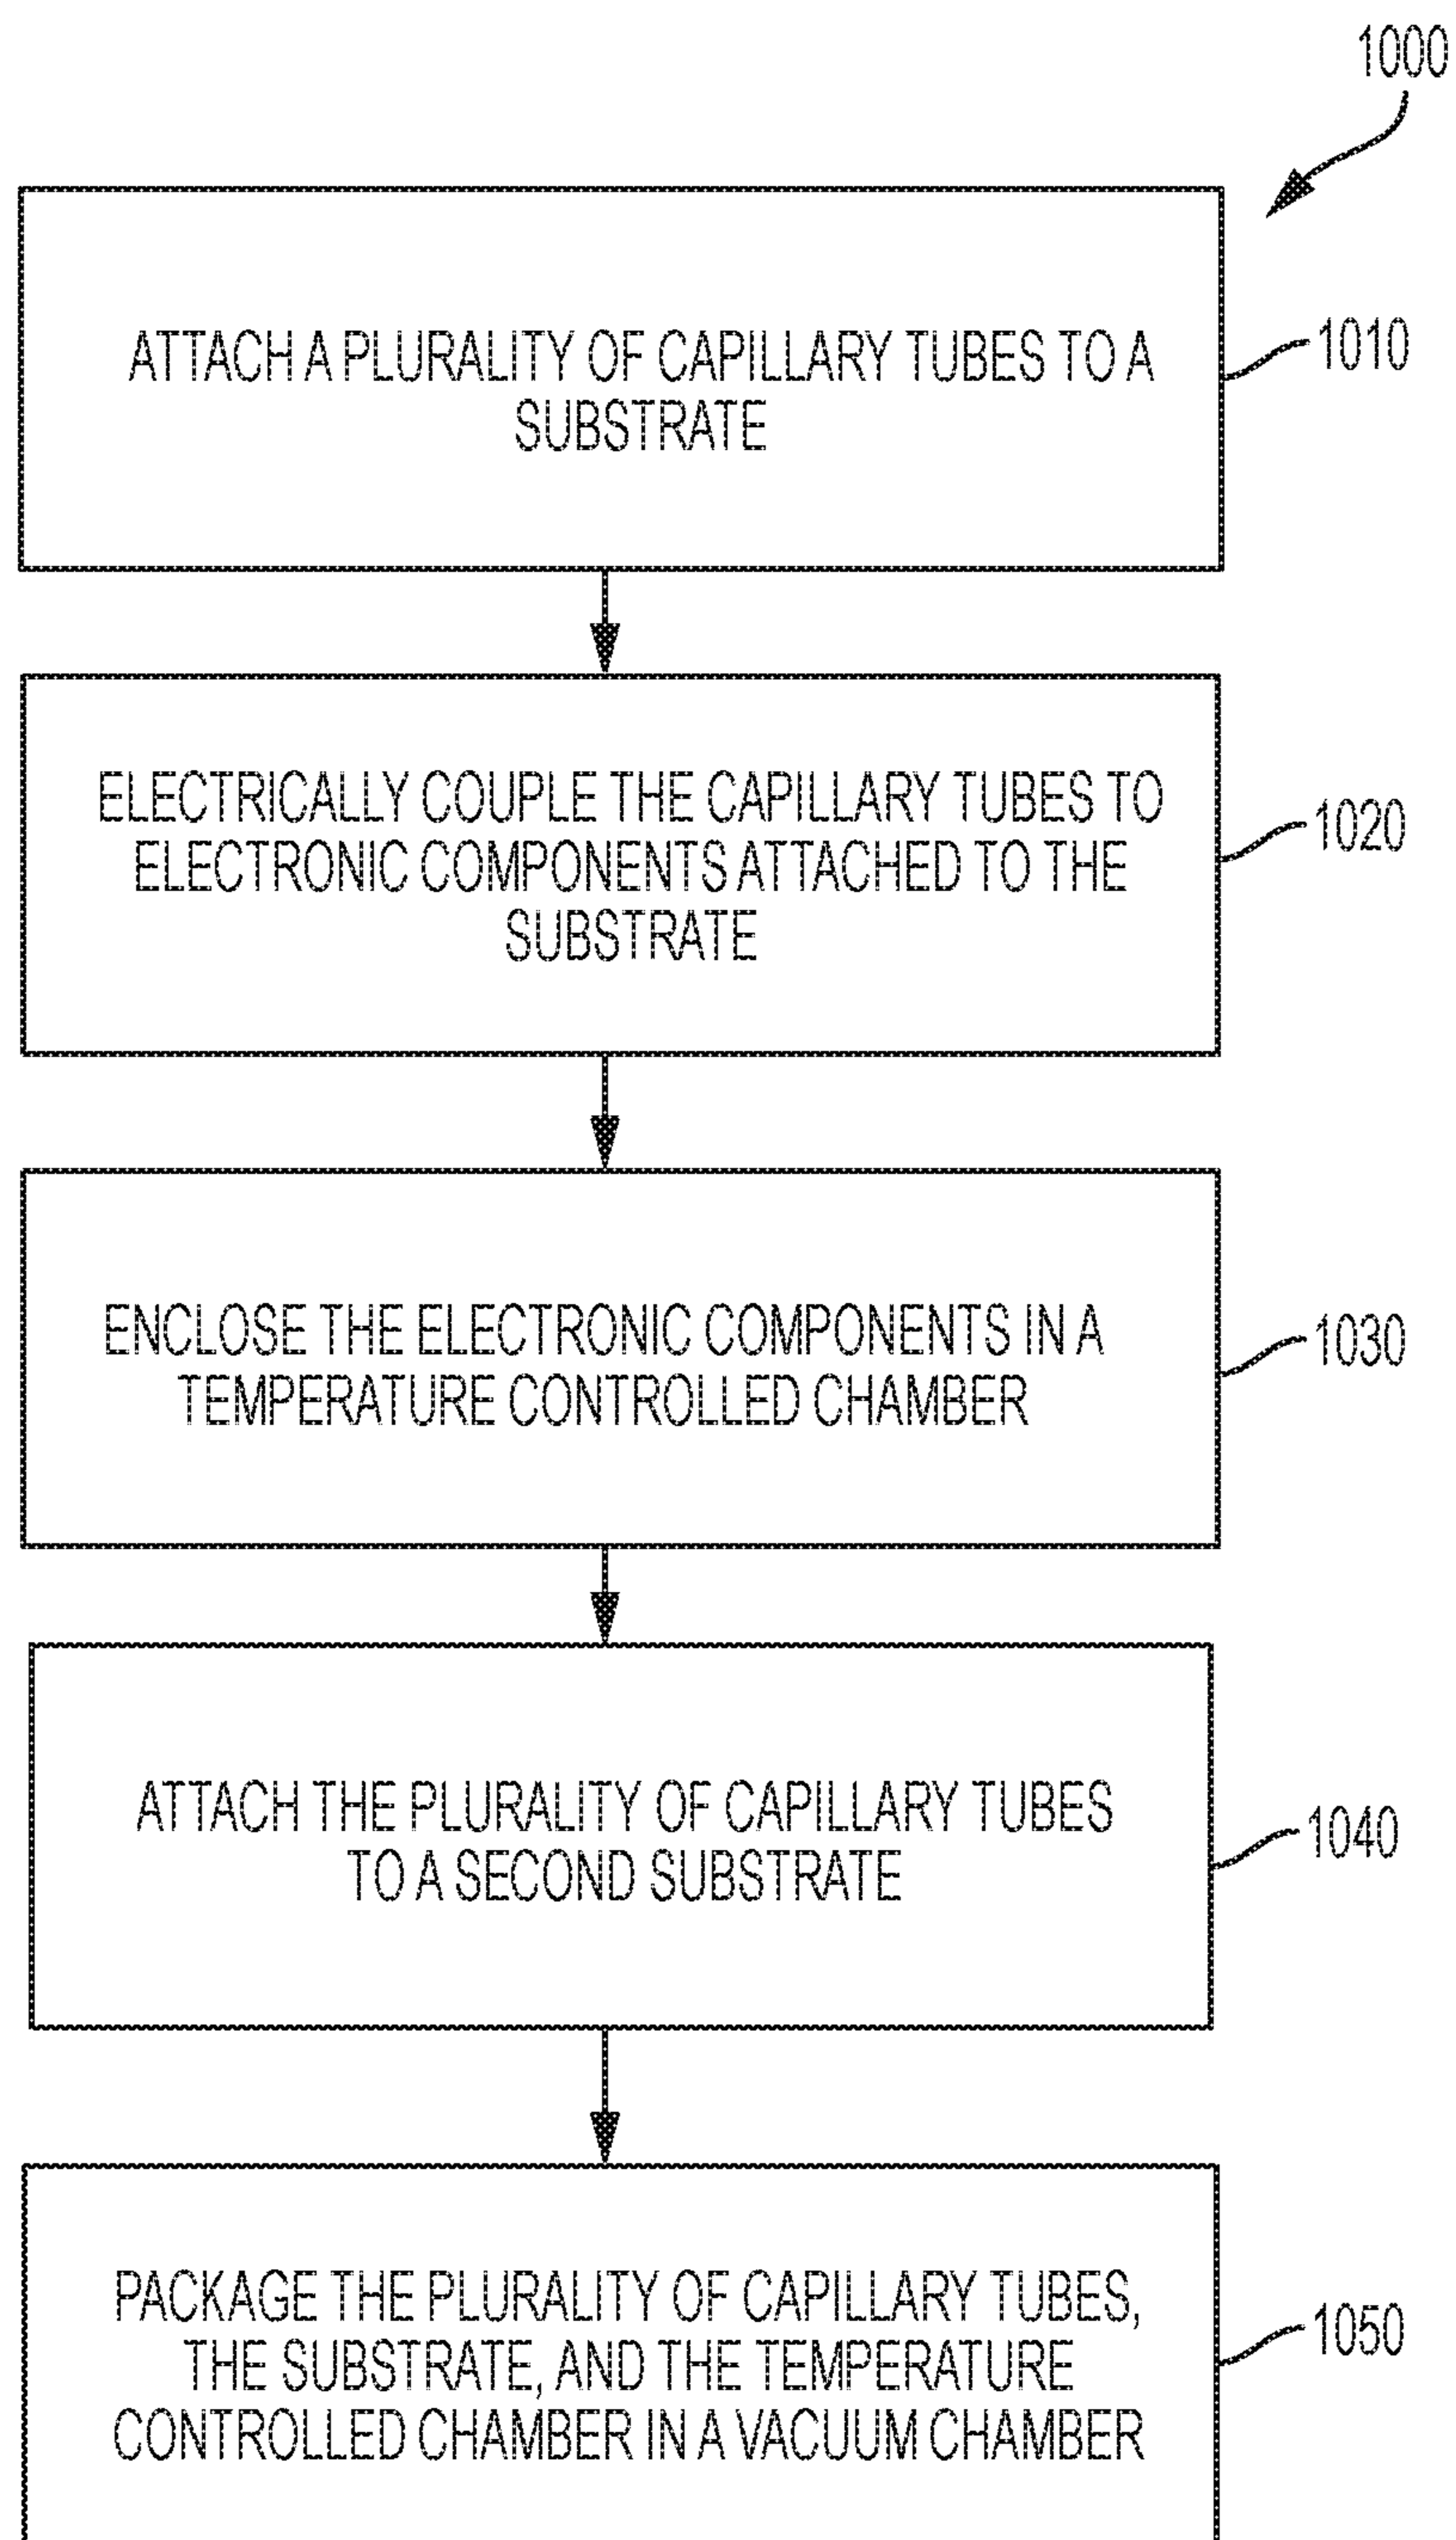 1000
ATTACH A PLURALITY OF CAPILLARY TUBES TO A
SUBSTRATE
1010
ELECTRICALLY COUPLE THE CAPILLARY TUBES TO
ELECTRONIC COMPONENTS ATTACHED TO THE
SUBSTRATE
1020
ENCLOSE THE ELECTRONIC COMPONENTS IN A
TEMPERATURE CONTROLLED CHAMBER
1030
ATTACH THE PLURALITY OF CAPILLARY TUBES
TO A SECOND SUBSTRATE
1040
PACKAGE THE PLURALITY OF CAPILLARY TUBES,
THE SUBSTRATE, AND THE TEMPERATURE
CONTROLLED CHAMBER IN A VACUUM CHAMBER
1050